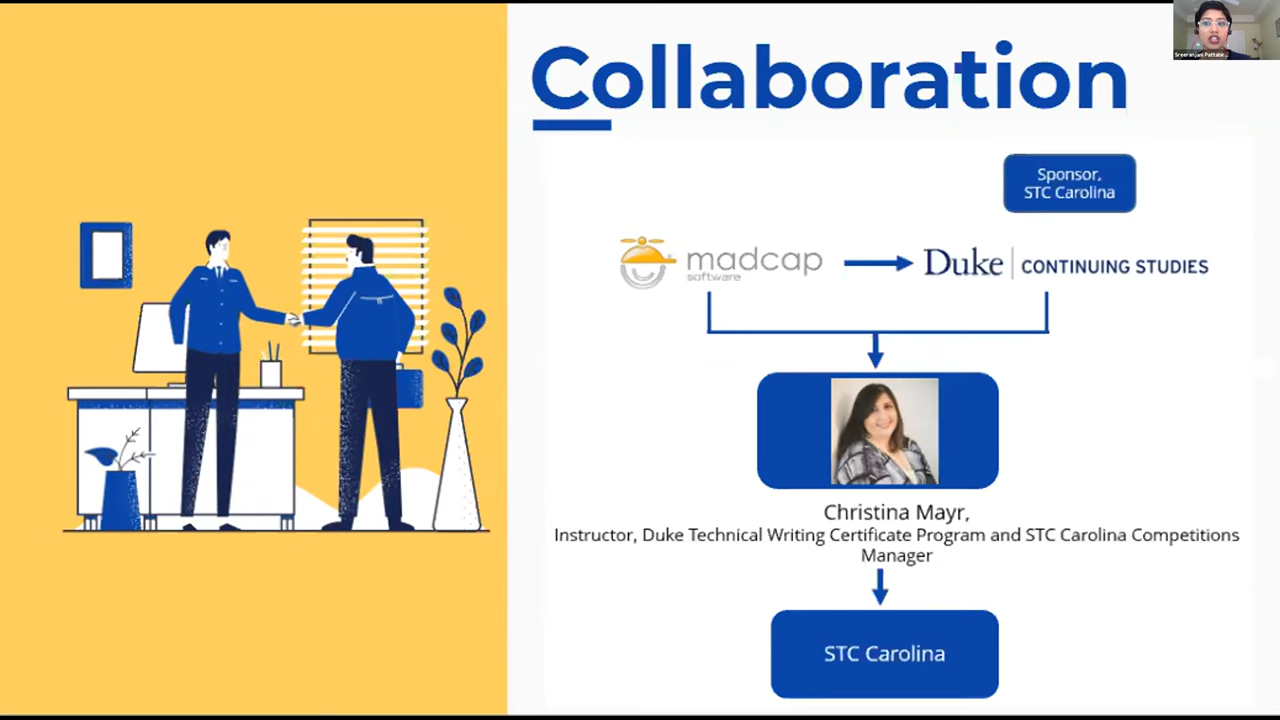 Collaboration
Sponsor,
STC Carolina
madcap
software
Duke | CONTINUING STUDIES
Christina Mayr,
Instructor, Duke Technical Writing Certificate Program and STC Carolina Competitions
Manager
STC Carolina